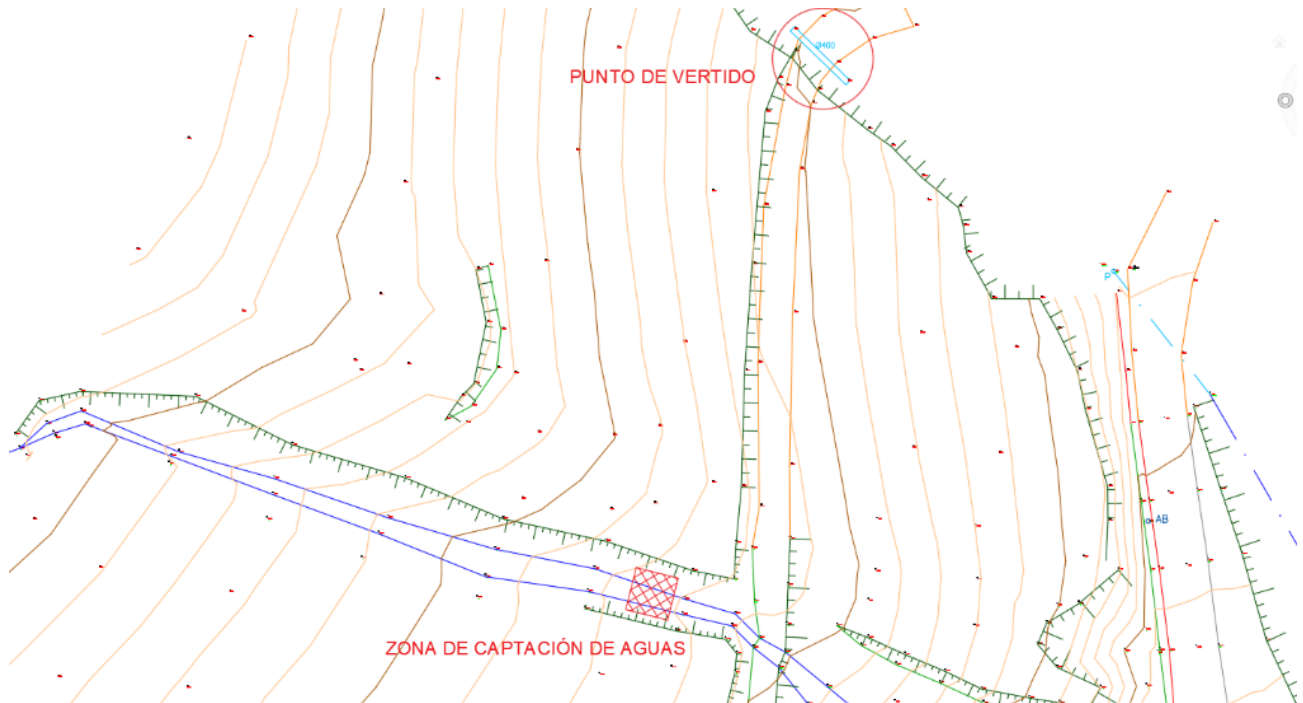 Ø400
PUNTO DE VERTIDO
P
AB
ZONA DE CAPTACIÓN DE AGUAS